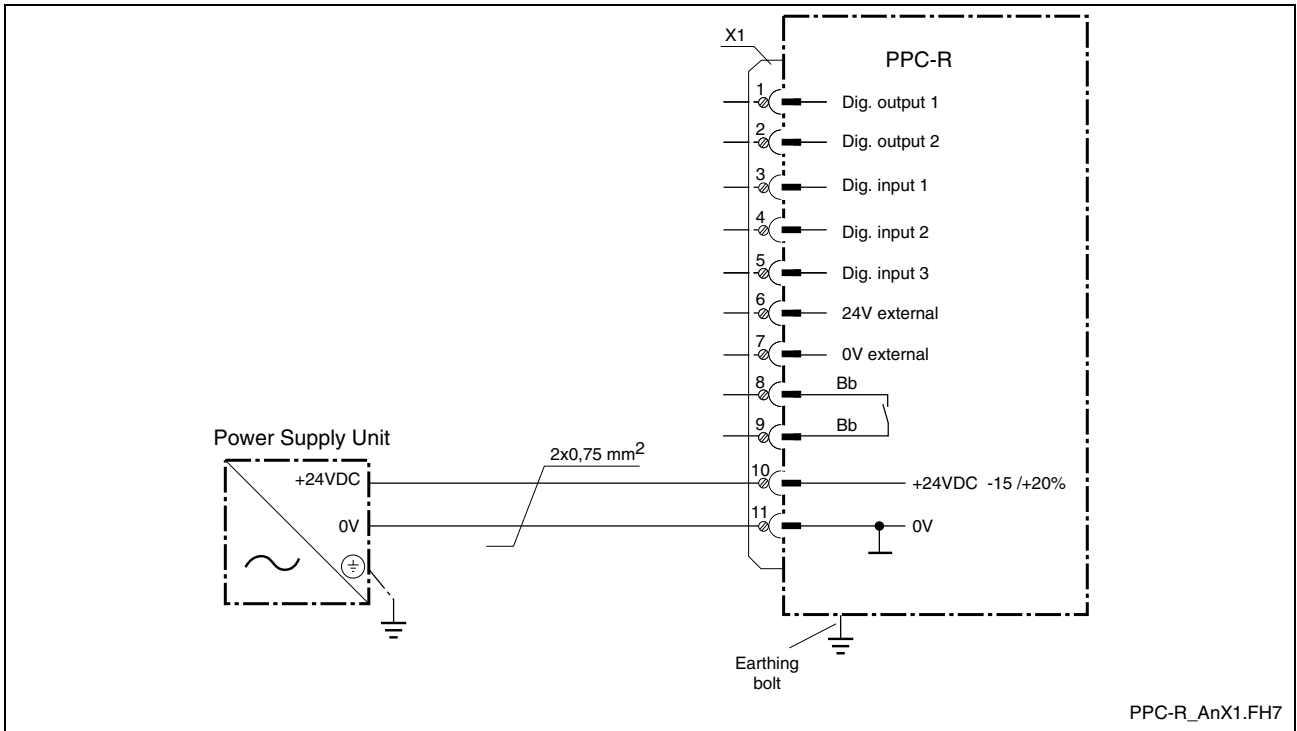 X1
PPC-R
1 Dig. output 1
2 Dig. output 2
3 Dig. input 1
4 Dig. input 2
5 Dig. input 3
6 24V external
7 0V external
8 Bb
9 Bb
Power Supply Unit
2x0,75 mm2
+24VDC
10 +24VDC -15 /+20%
0V
11 0V
Earthing
bolt
PPC-R_AnX1.FH7